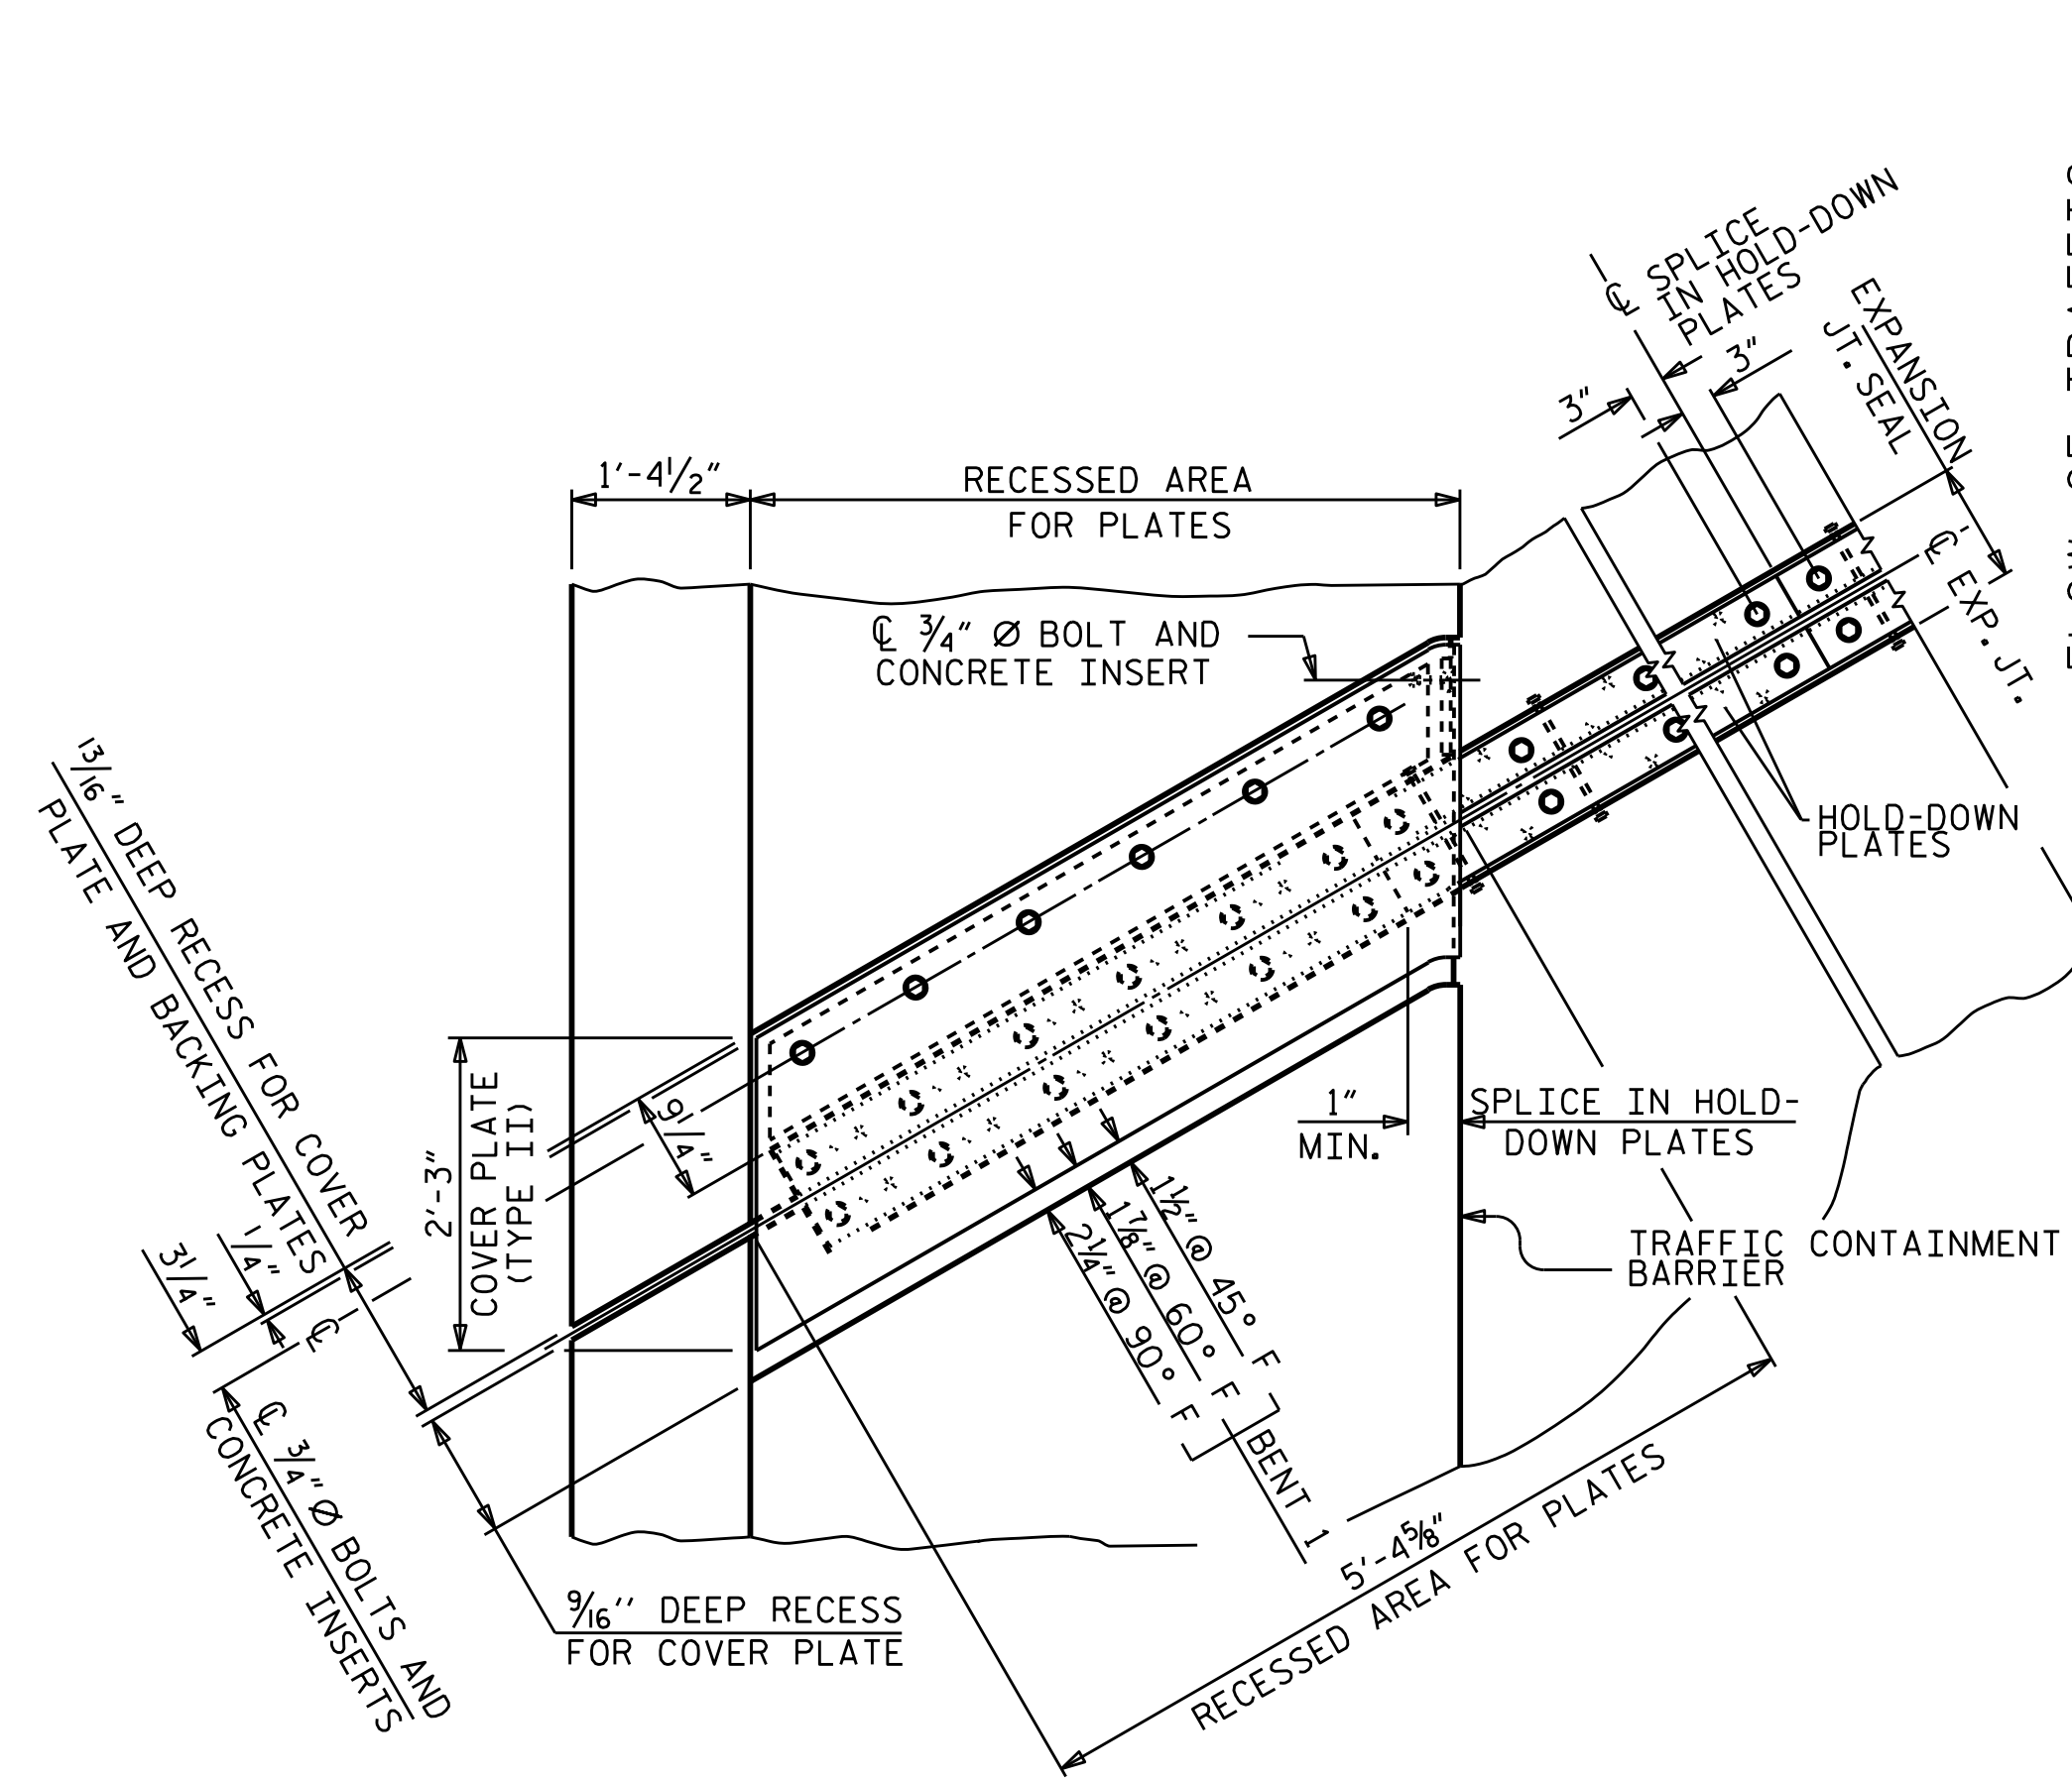 ℄ SPLICE
IN HOLD-DOWN
PLATES
3"
3"
EXPANSION
JT. SEAL
℄ EXP. JT.
1'-4½"
RECESSED AREA
FOR PLATES
℄ ¾" Ø BOLT AND
CONCRETE INSERT
HOLD-DOWN
PLATES
13/16" DEEP RECESS FOR COVER
PLATE AND BACKING PLATES
9¼"
2'-3"
COVER PLATE
(TYPE II)
1"
MIN.
SPLICE IN HOLD-
DOWN PLATES
TRAFFIC CONTAINMENT
BARRIER
3¼"
¼"
℄
℄ ¾" Ø BOLTS AND
CONCRETE INSERTS
1½" @ 45° F
1⅞" @ 60° F
2¼" @ 90° F
BENT 1
9/16" DEEP RECESS
FOR COVER PLATE
5'-4⅝"
RECESSED AREA FOR PLATES